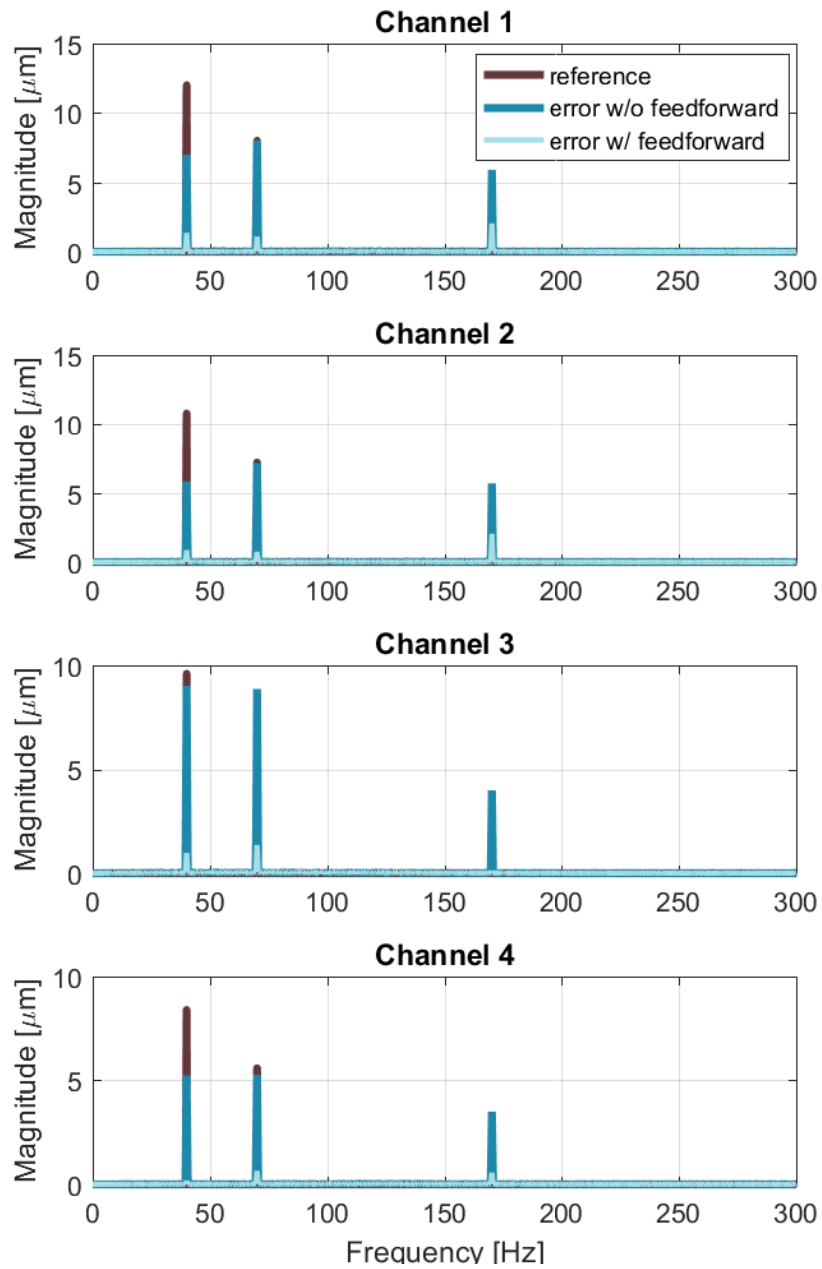 Channel 1
Magnitude [μm]
15
10
5
0
reference
error w/o feedforward
error w/ feedforward
0 50 100 150 200 250 300
Channel 2
Magnitude [μm]
15
10
5
0
0 50 100 150 200 250 300
Channel 3
Magnitude [μm]
10
5
0
0 50 100 150 200 250 300
Channel 4
Magnitude [μm]
10
5
0
0 50 100 150 200 250 300
Frequency [Hz]